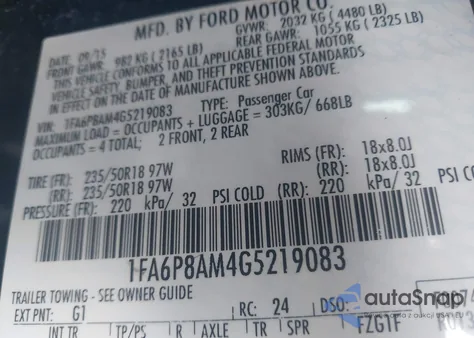 MFD. BY FORD MOTOR CO.
DATE: 09/15 GVWR: 2032 KG (4480 LB)
FRONT GAWR: 982 KG (2165 LB) REAR GAWR: 1055 KG (2325 LB)
THIS VEHICLE CONFORMS TO ALL APPLICABLE FEDERAL MOTOR
VEHICLE SAFETY, BUMPER, AND THEFT PREVENTION STANDARDS
IN EFFECT ON THE DATE OF MANUFACTURE SHOWN ABOVE.
VIN: 1FA6P8AM4G5219083 TYPE: Passenger Car
MAXIMUM LOAD = OCCUPANTS + LUGGAGE = 303KG/ 668LB
OCCUPANTS = 4 TOTAL; 2 FRONT, 2 REAR
TIRE (FR): 235/50R18 97W RIMS (FR): 18x8.0J
(RR): 235/50R18 97W (RR): 18x8.0J
PRESSURE (FR): 220 kPa/ 32 PSI COLD (RR): 220 kPa/ 32 PSI CO
1FA6P8AM4G5219083
TRAILER TOWING - SEE OWNER GUIDE
EXT PNT: G1 RC: 24 DSO:
INT TR TP/PS R AXLE TR SPR FZG1F
autoSnap